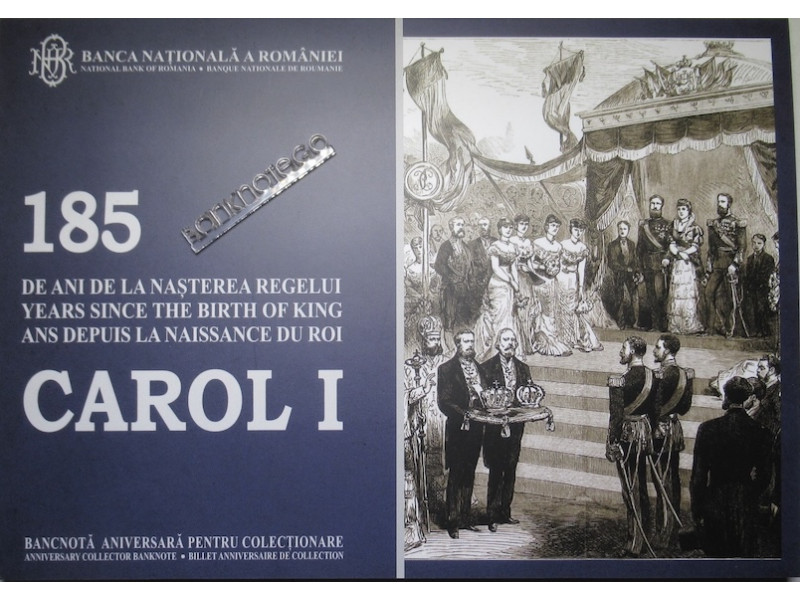 BANCA NAȚIONALĂ A ROMÂNIEI
NATIONAL BANK OF ROMANIA • BANQUE NATIONALE DE ROUMANIE
banknote69
185
DE ANI DE LA NAȘTEREA REGELUI
YEARS SINCE THE BIRTH OF KING
ANS DEPUIS LA NAISSANCE DU ROI
CAROL I
BANCNOTĂ ANIVERSARĂ PENTRU COLECȚIONARE
ANNIVERSARY COLLECTOR BANKNOTE • BILLET ANNIVERSAIRE DE COLLECTION